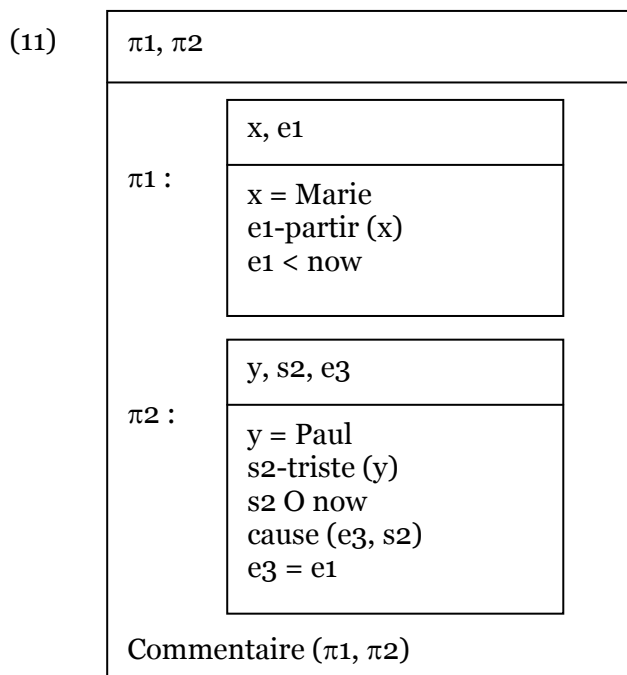 (11)
π1, π2
x, e1
π1 :
x = Marie
e1-partir (x)
e1 < now
y, s2, e3
π2 :
y = Paul
s2-triste (y)
s2 O now
cause (e3, s2)
e3 = e1
Commentaire (π1, π2)